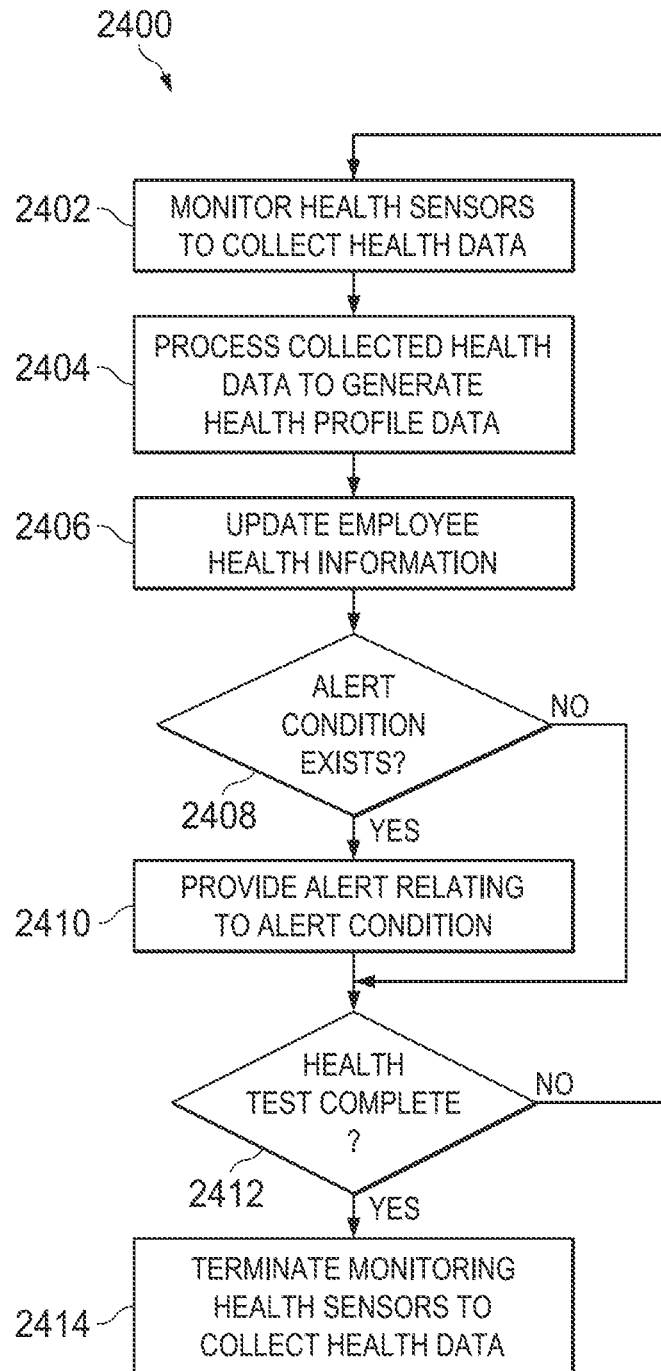 2400
2402
MONITOR HEALTH SENSORS
TO COLLECT HEALTH DATA
2404
PROCESS COLLECTED HEALTH
DATA TO GENERATE
HEALTH PROFILE DATA
2406
UPDATE EMPLOYEE
HEALTH INFORMATION
ALERT
CONDITION
EXISTS?
NO
2408
YES
2410
PROVIDE ALERT RELATING
TO ALERT CONDITION
HEALTH
TEST COMPLETE
?
NO
2412
YES
2414
TERMINATE MONITORING
HEALTH SENSORS TO
COLLECT HEALTH DATA